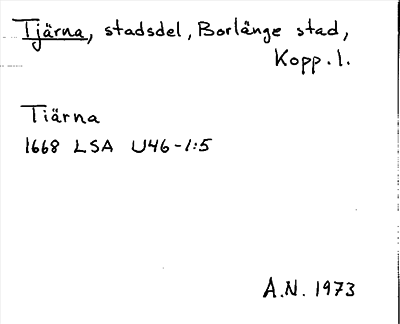 Tjärna, stadsdel, Borlänge stad,
Kopp. l.
Tiärna
1668 LSA U46-1:5
A.N. 1973